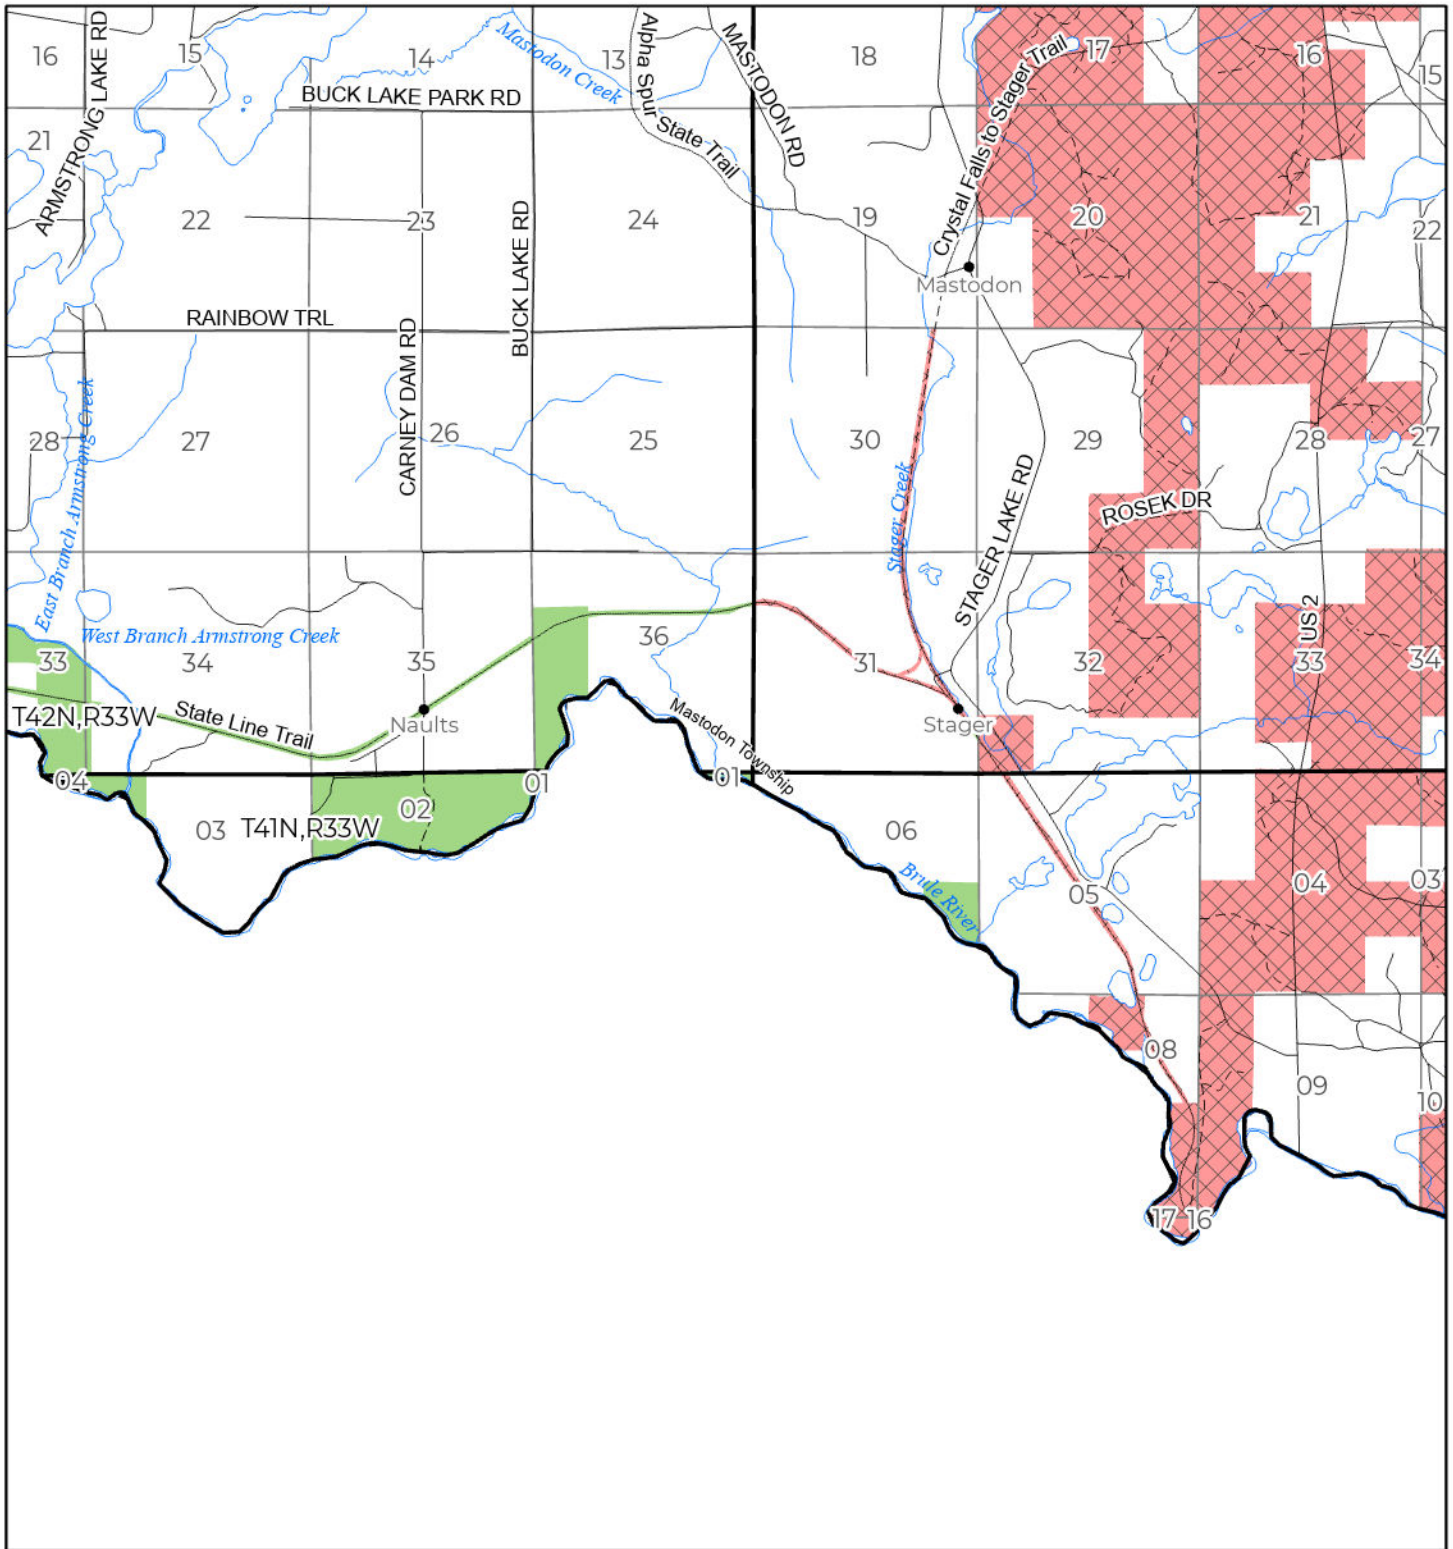 16
15
14
13
18
17
16
15
ARMSTRONG LAKE RD
Mastodon Creek
Alpha Spur State Trail
MASTODON RD
Crystal Falls to Stager Trail
BUCK LAKE PARK RD
21
22
23
24
19
20
21
22
BUCK LAKE RD
Mastodon
RAINBOW TRL
CARNEY DAM RD
28
27
26
25
30
29
28
27
East Branch Armstrong Creek
Stager Creek
STAGER LAKE RD
ROSEK DR
US 2
West Branch Armstrong Creek
33
34
35
36
31
32
33
34
T42N,R33W
State Line Trail
Naults
Mastodon Township
Stager
04
03
T41N,R33W
02
01
01
06
05
04
03
Brule River
08
09
10
17
16